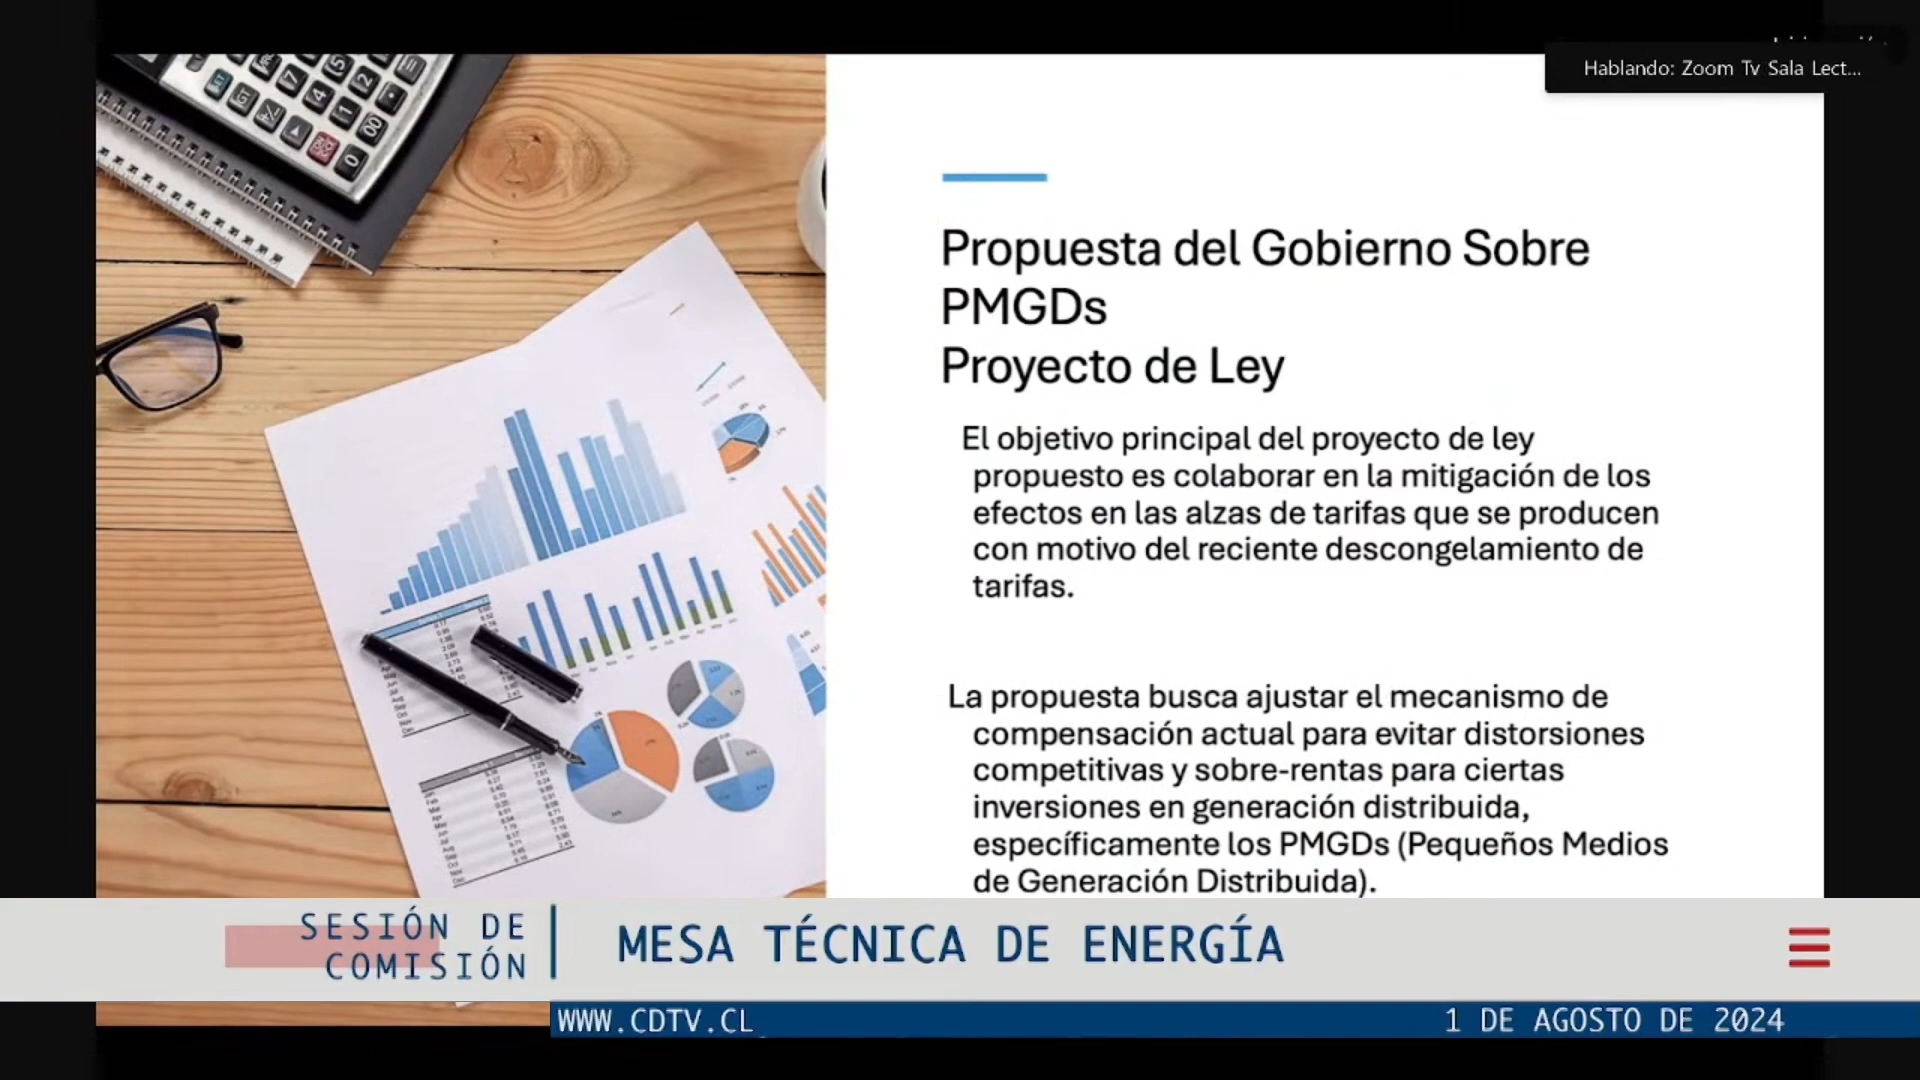 Hablando: Zoom Tv Sala Lect...
Propuesta del Gobierno Sobre
PMGDs
Proyecto de Ley
El objetivo principal del proyecto de ley
propuesto es colaborar en la mitigación de los
efectos en las alzas de tarifas que se producen
con motivo del reciente descongelamiento de
tarifas.
La propuesta busca ajustar el mecanismo de
compensación actual para evitar distorsiones
competitivas y sobre-rentas para ciertas
inversiones en generación distribuida,
específicamente los PMGDs (Pequeños Medios
de Generación Distribuida).
SESIÓN DE
COMISIÓN
MESA TÉCNICA DE ENERGÍA
WWW.CDTV.CL
1 DE AGOSTO DE 2024